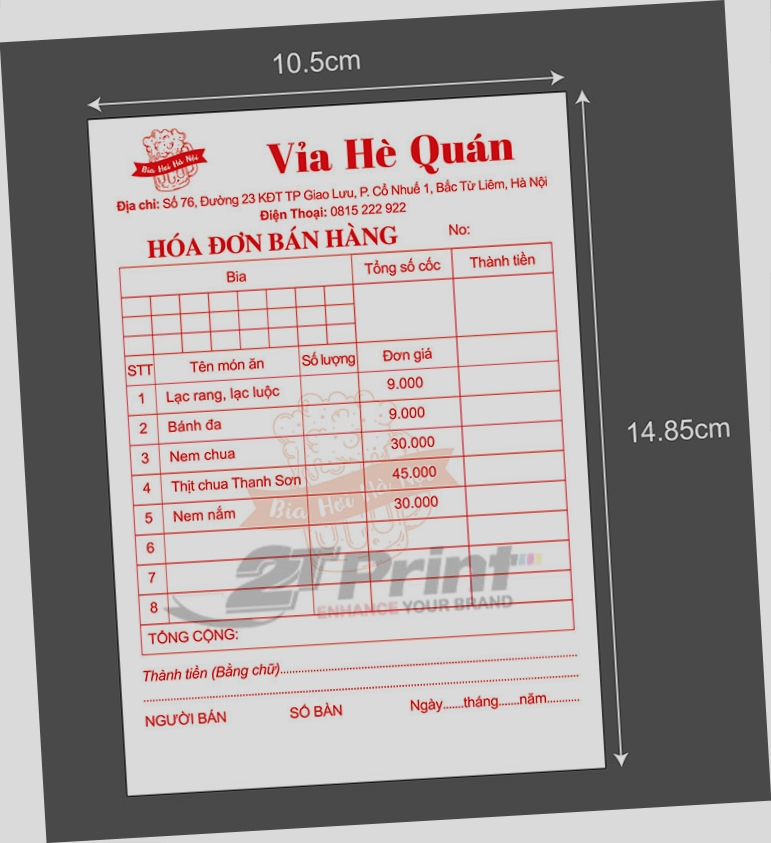 10.5cm
Bia Hơi Hà Nội
Vỉa Hè Quán
Địa chỉ: Số 76, Đường 23 KĐT TP Giao Lưu, P. Cổ Nhuế 1, Bắc Từ Liêm, Hà Nội
Điện Thoại: 0815 222 922
HÓA ĐƠN BÁN HÀNG No:
Bia Tổng số cốc Thành tiền
STT Tên món ăn Số lượng Đơn giá
1 Lạc rang, lạc luộc 9.000
2 Bánh đa 9.000
3 Nem chua 30.000
4 Thịt chua Thanh Sơn 45.000
5 Nem nắm 30.000
6
7
8
Bia Hơi Hà Nội
2T Print
ENHANCE YOUR BRAND
TỔNG CỘNG:
Thành tiền (Bằng chữ)..........................................................................
..........................................................................................................
NGƯỜI BÁN SỐ BÀN Ngày.......tháng.......năm...........
14.85cm